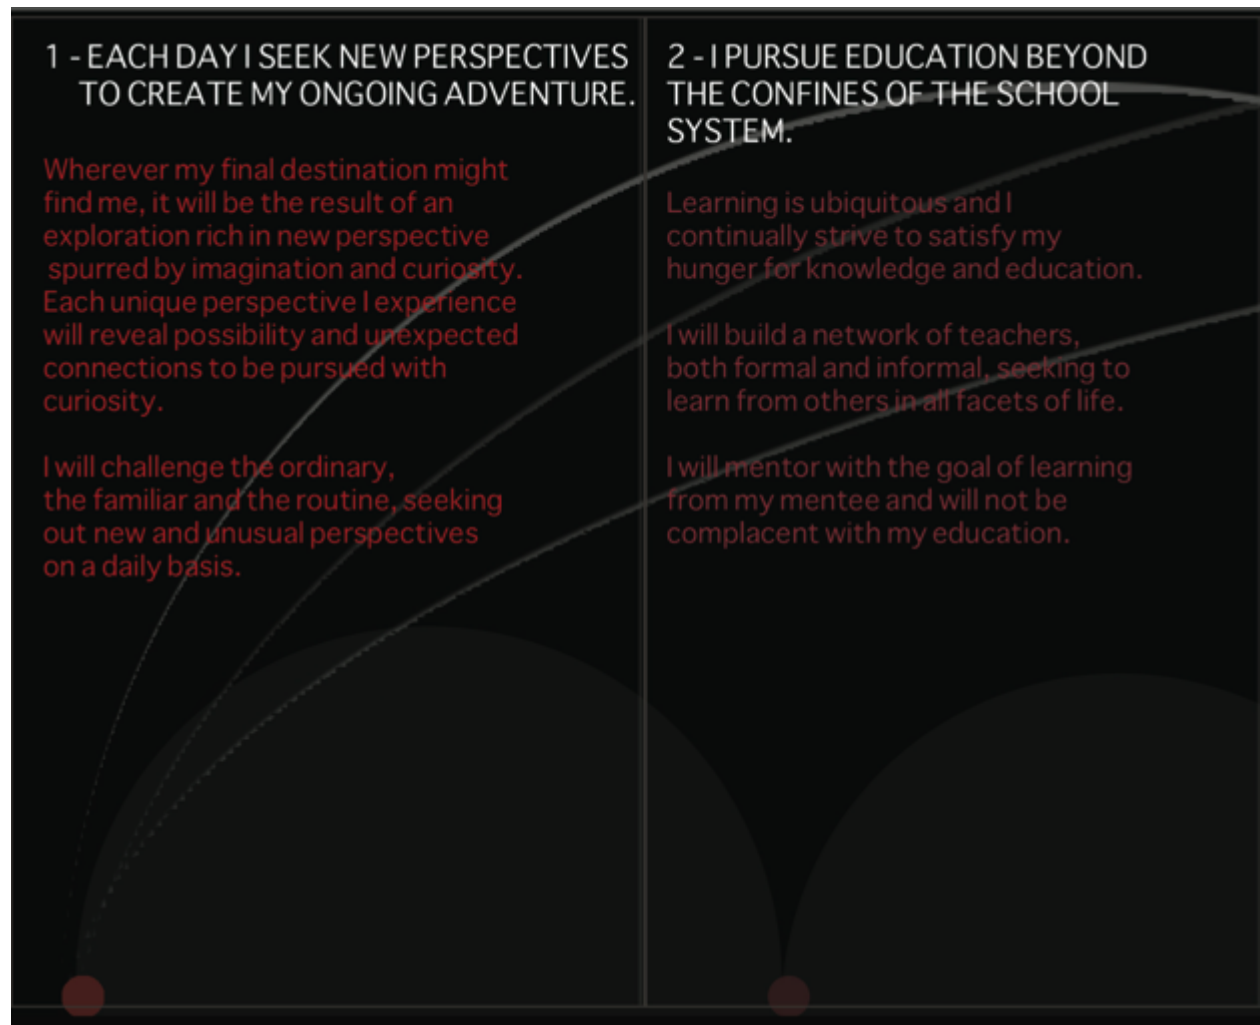 1 - EACH DAY I SEEK NEW PERSPECTIVES
TO CREATE MY ONGOING ADVENTURE.
Wherever my final destination might
find me, it will be the result of an
exploration rich in new perspective
spurred by imagination and curiosity.
Each unique perspective I experience
will reveal possibility and unexpected
connections to be pursued with
curiosity.
I will challenge the ordinary,
the familiar and the routine, seeking
out new and unusual perspectives
on a daily basis.
2 - I PURSUE EDUCATION BEYOND
THE CONFINES OF THE SCHOOL
SYSTEM.
Learning is ubiquitous and I
continually strive to satisfy my
hunger for knowledge and education.
I will build a network of teachers,
both formal and informal, seeking to
learn from others in all facets of life.
I will mentor with the goal of learning
from my mentee and will not be
complacent with my education.